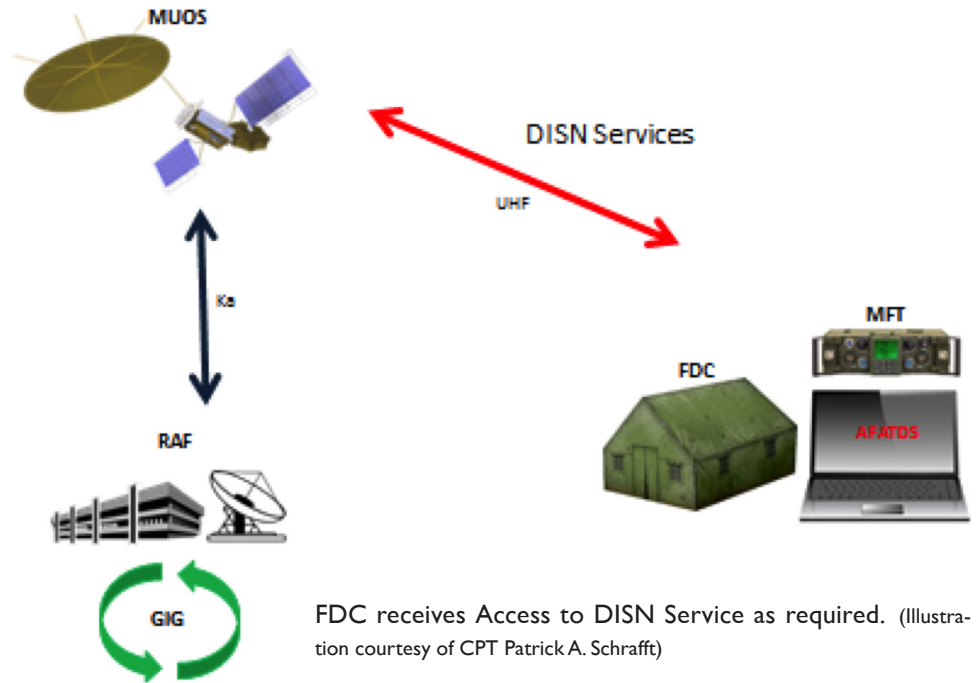 MUOS
DISN Services
UHF
Ka
MFT
FDC
AFATDS
RAF
GIG
FDC receives Access to DISN Service as required. (Illustra-
tion courtesy of CPT Patrick A. Schrafft)